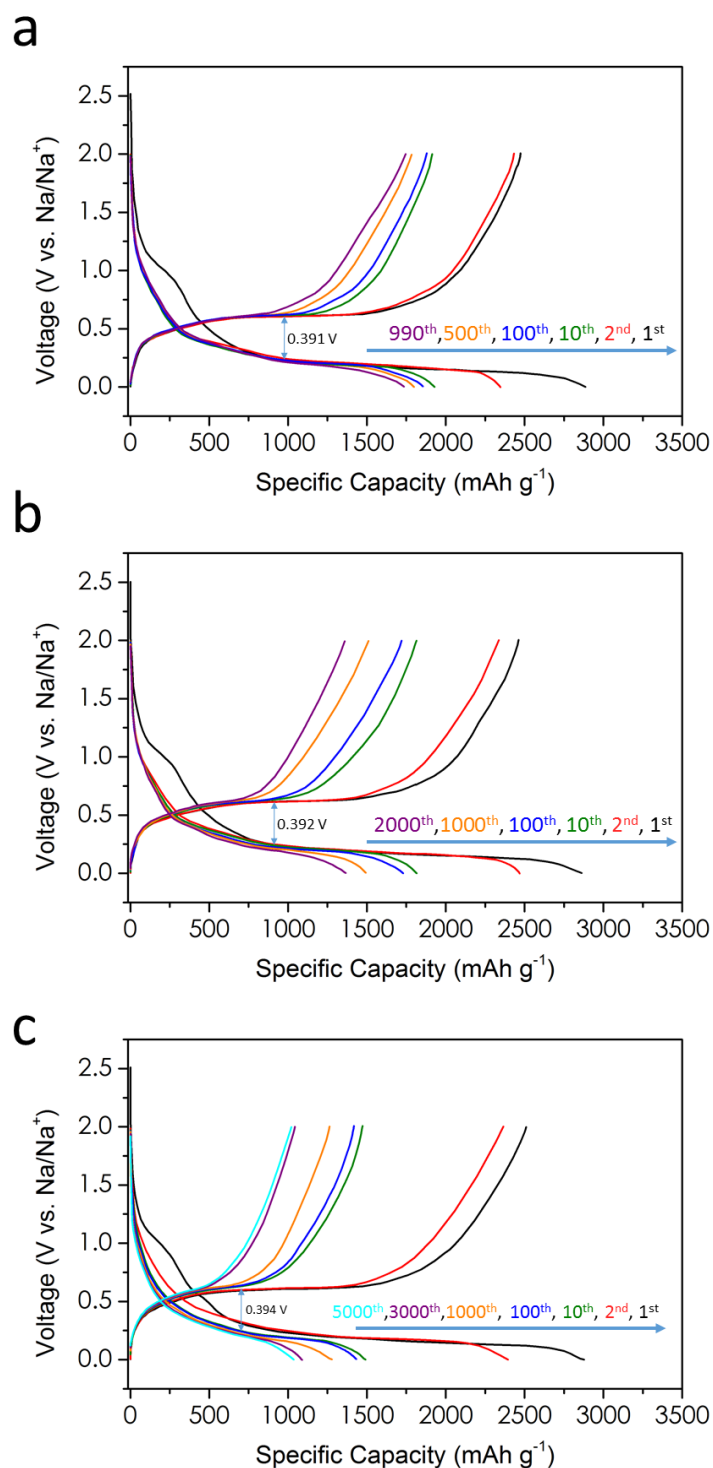 a
2.5
2.0
1.5
1.0
0.5
0.0
Voltage (V vs. Na/Na⁺)
0.391 V
990ᵗʰ,500ᵗʰ,100ᵗʰ,10ᵗʰ, 2ⁿᵈ, 1ˢᵗ
0 500 1000 1500 2000 2500 3000 3500
Specific Capacity (mAh g⁻¹)
b
2.5
2.0
1.5
1.0
0.5
0.0
Voltage (V vs. Na/Na⁺)
0.392 V
2000ᵗʰ,1000ᵗʰ, 100ᵗʰ, 10ᵗʰ, 2ⁿᵈ, 1ˢᵗ
0 500 1000 1500 2000 2500 3000 3500
Specific Capacity (mAh g⁻¹)
c
2.5
2.0
1.5
1.0
0.5
0.0
Voltage (V vs. Na/Na⁺)
0.394 V
5000ᵗʰ,3000ᵗʰ,1000ᵗʰ, 100ᵗʰ, 10ᵗʰ, 2ⁿᵈ, 1ˢᵗ
0 500 1000 1500 2000 2500 3000 3500
Specific Capacity (mAh g⁻¹)